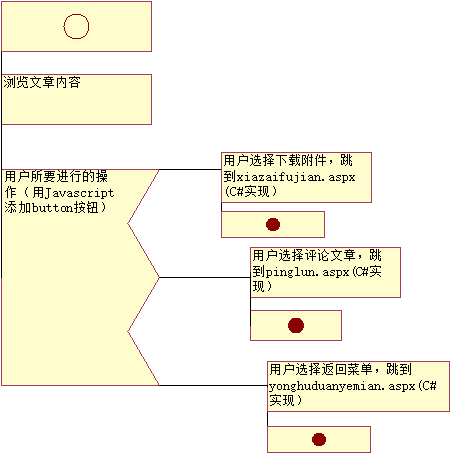 浏览文章内容
用户所要进行的操
作（用Javascript
添加button按钮）
用户选择下载附件，跳
到xiazaifujian.aspx
(C#实现）
用户选择评论文章，跳
到pinglun.aspx(C#实
现）
用户选择返回菜单，跳到
yonghuduanyemian.aspx(C#
实现）